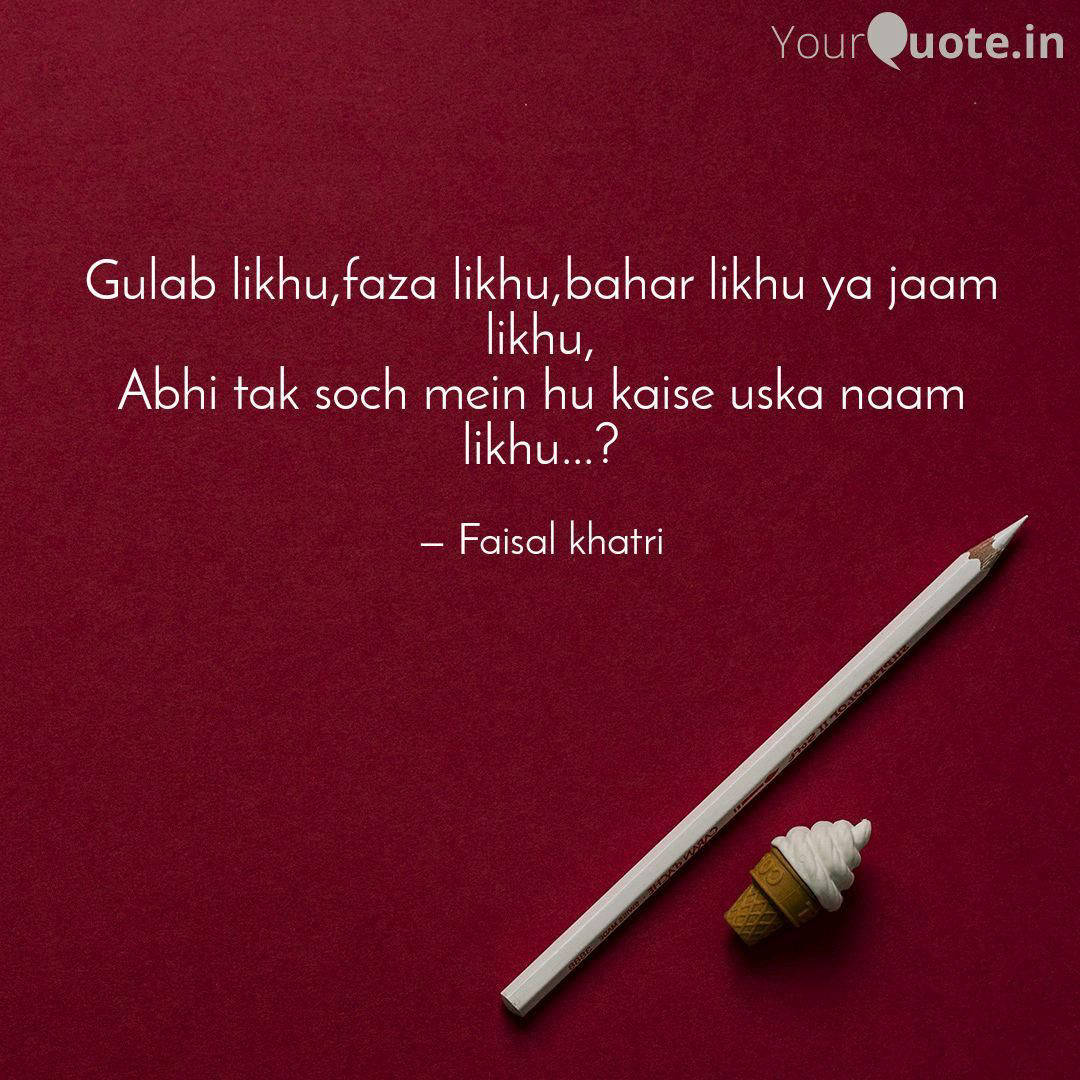 YourQuote.in
Gulab likhu,faza likhu,bahar likhu ya jaam
likhu,
Abhi tak soch mein hu kaise uska naam
likhu...?
– Faisal khatri